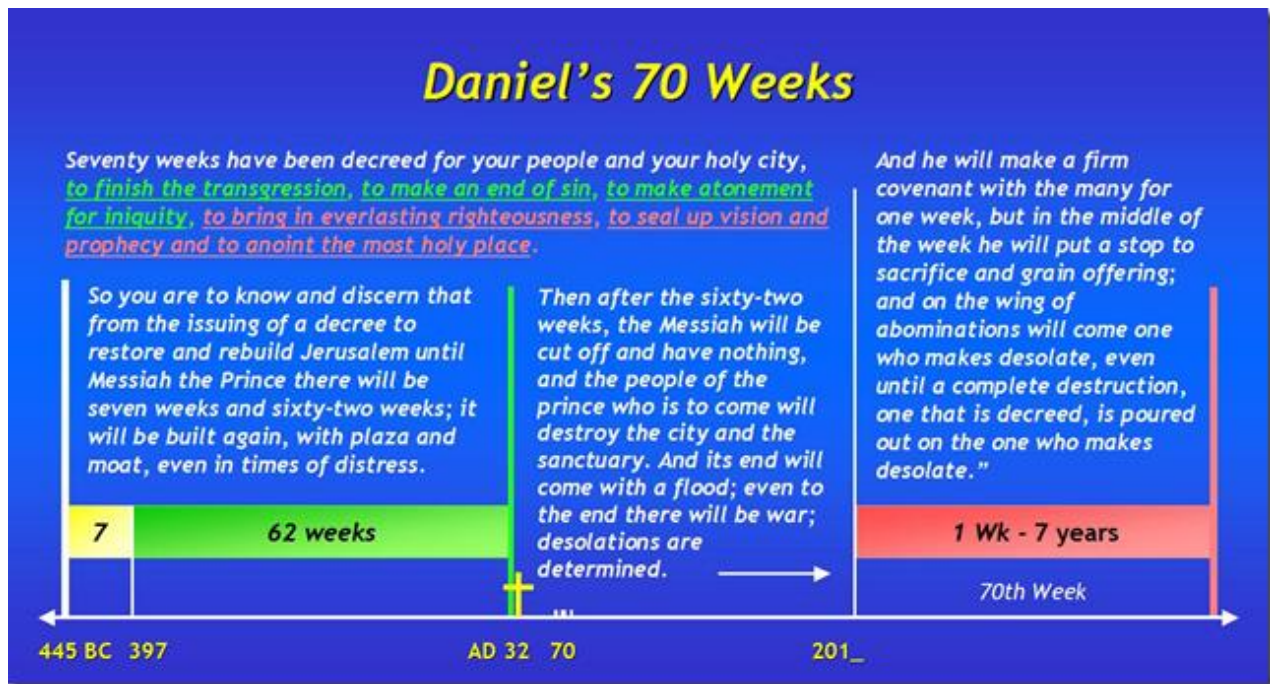 Daniel's 70 Weeks
Seventy weeks have been decreed for your people and your holy city,
to finish the transgression, to make an end of sin, to make atonement
for iniquity, to bring in everlasting righteousness, to seal up vision and
prophecy and to anoint the most holy place.
So you are to know and discern that
from the issuing of a decree to
restore and rebuild Jerusalem until
Messiah the Prince there will be
seven weeks and sixty-two weeks; it
will be built again, with plaza and
moat, even in times of distress.
Then after the sixty-two
weeks, the Messiah will be
cut off and have nothing,
and the people of the
prince who is to come will
destroy the city and the
sanctuary. And its end will
come with a flood; even to
the end there will be war;
desolations are
determined.
And he will make a firm
covenant with the many for
one week, but in the middle of
the week he will put a stop to
sacrifice and grain offering;
and on the wing of
abominations will come one
who makes desolate, even
until a complete destruction,
one that is decreed, is poured
out on the one who makes
desolate."
7
62 weeks
1 Wk - 7 years
70th Week
445 BC 397
AD 32 70
201_